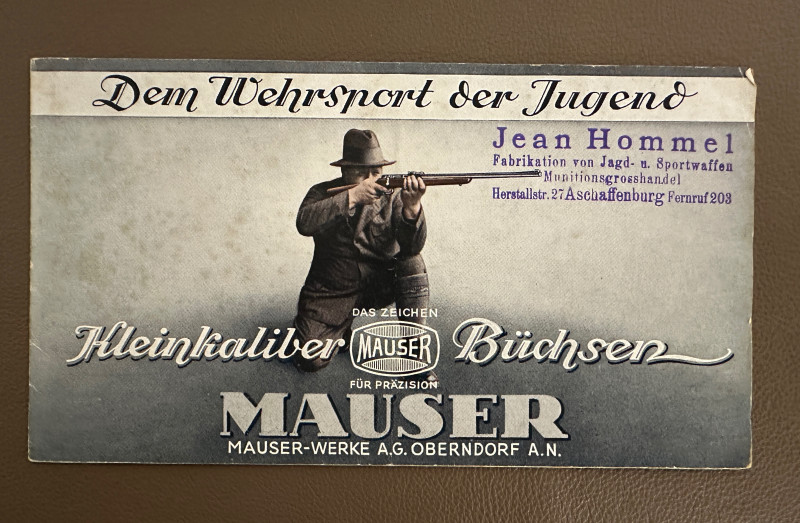 Dem Wehrsport der Jugend
Jean Hommel
Fabrikation von Jagd- u. Sportwaffen
Munitionsgrosshandel
Herstallstr. 27 Aschaffenburg Fernruf 203
DAS ZEICHEN
Kleinkaliber MAUSER Büchsen
FÜR PRÄZISION
MAUSER
MAUSER-WERKE A.G. OBERNDORF A.N.